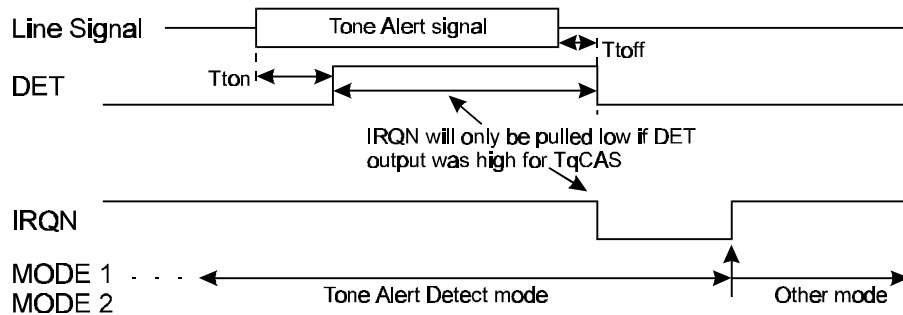 Line Signal
Tone Alert signal
Ttoff
Tton
DET
IRQN will only be pulled low if DET
output was high for TqCAS
IRQN
MODE 1
MODE 2
Tone Alert Detect mode
Other mode